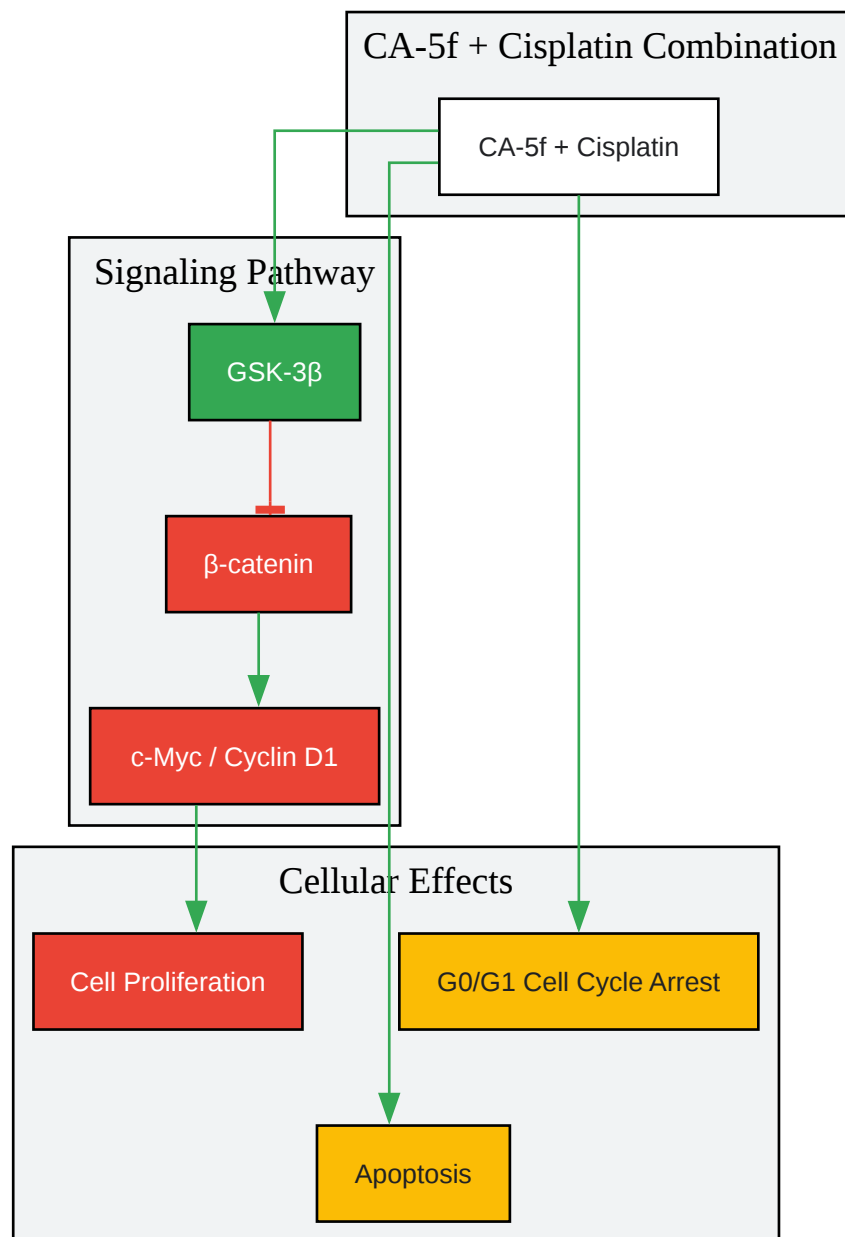 CA-5f + Cisplatin Combination
CA-5f + Cisplatin
Signaling Pathway
GSK-3β
β-catenin
c-Myc / Cyclin D1
Cellular Effects
Cell Proliferation
G0/G1 Cell Cycle Arrest
Apoptosis